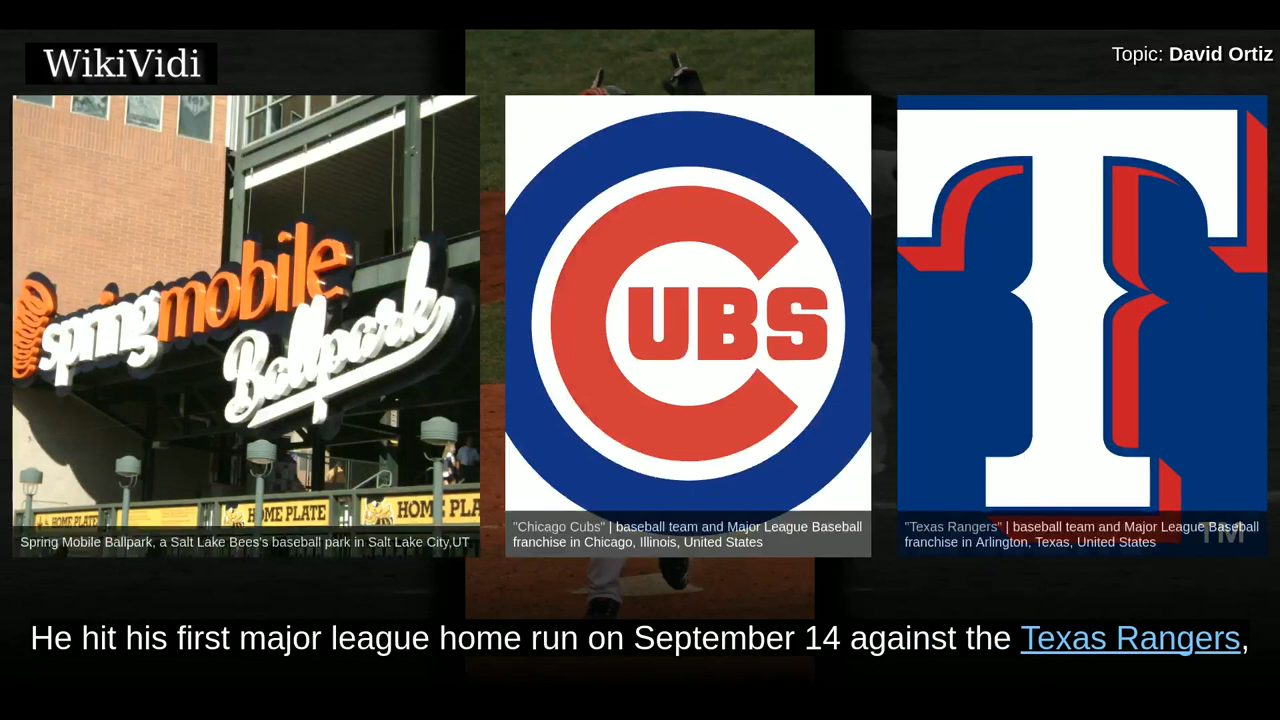 WikiVidi
Topic: David Ortiz
springmobile
Ballpark
HOME PLATE
HOME PLATE
HOME PLATE
Spring Mobile Ballpark, a Salt Lake Bees's baseball park in Salt Lake City,UT
CUBS
"Chicago Cubs" | baseball team and Major League Baseball
franchise in Chicago, Illinois, United States
T
TM
"Texas Rangers" | baseball team and Major League Baseball
franchise in Arlington, Texas, United States
He hit his first major league home run on September 14 against the Texas Rangers,